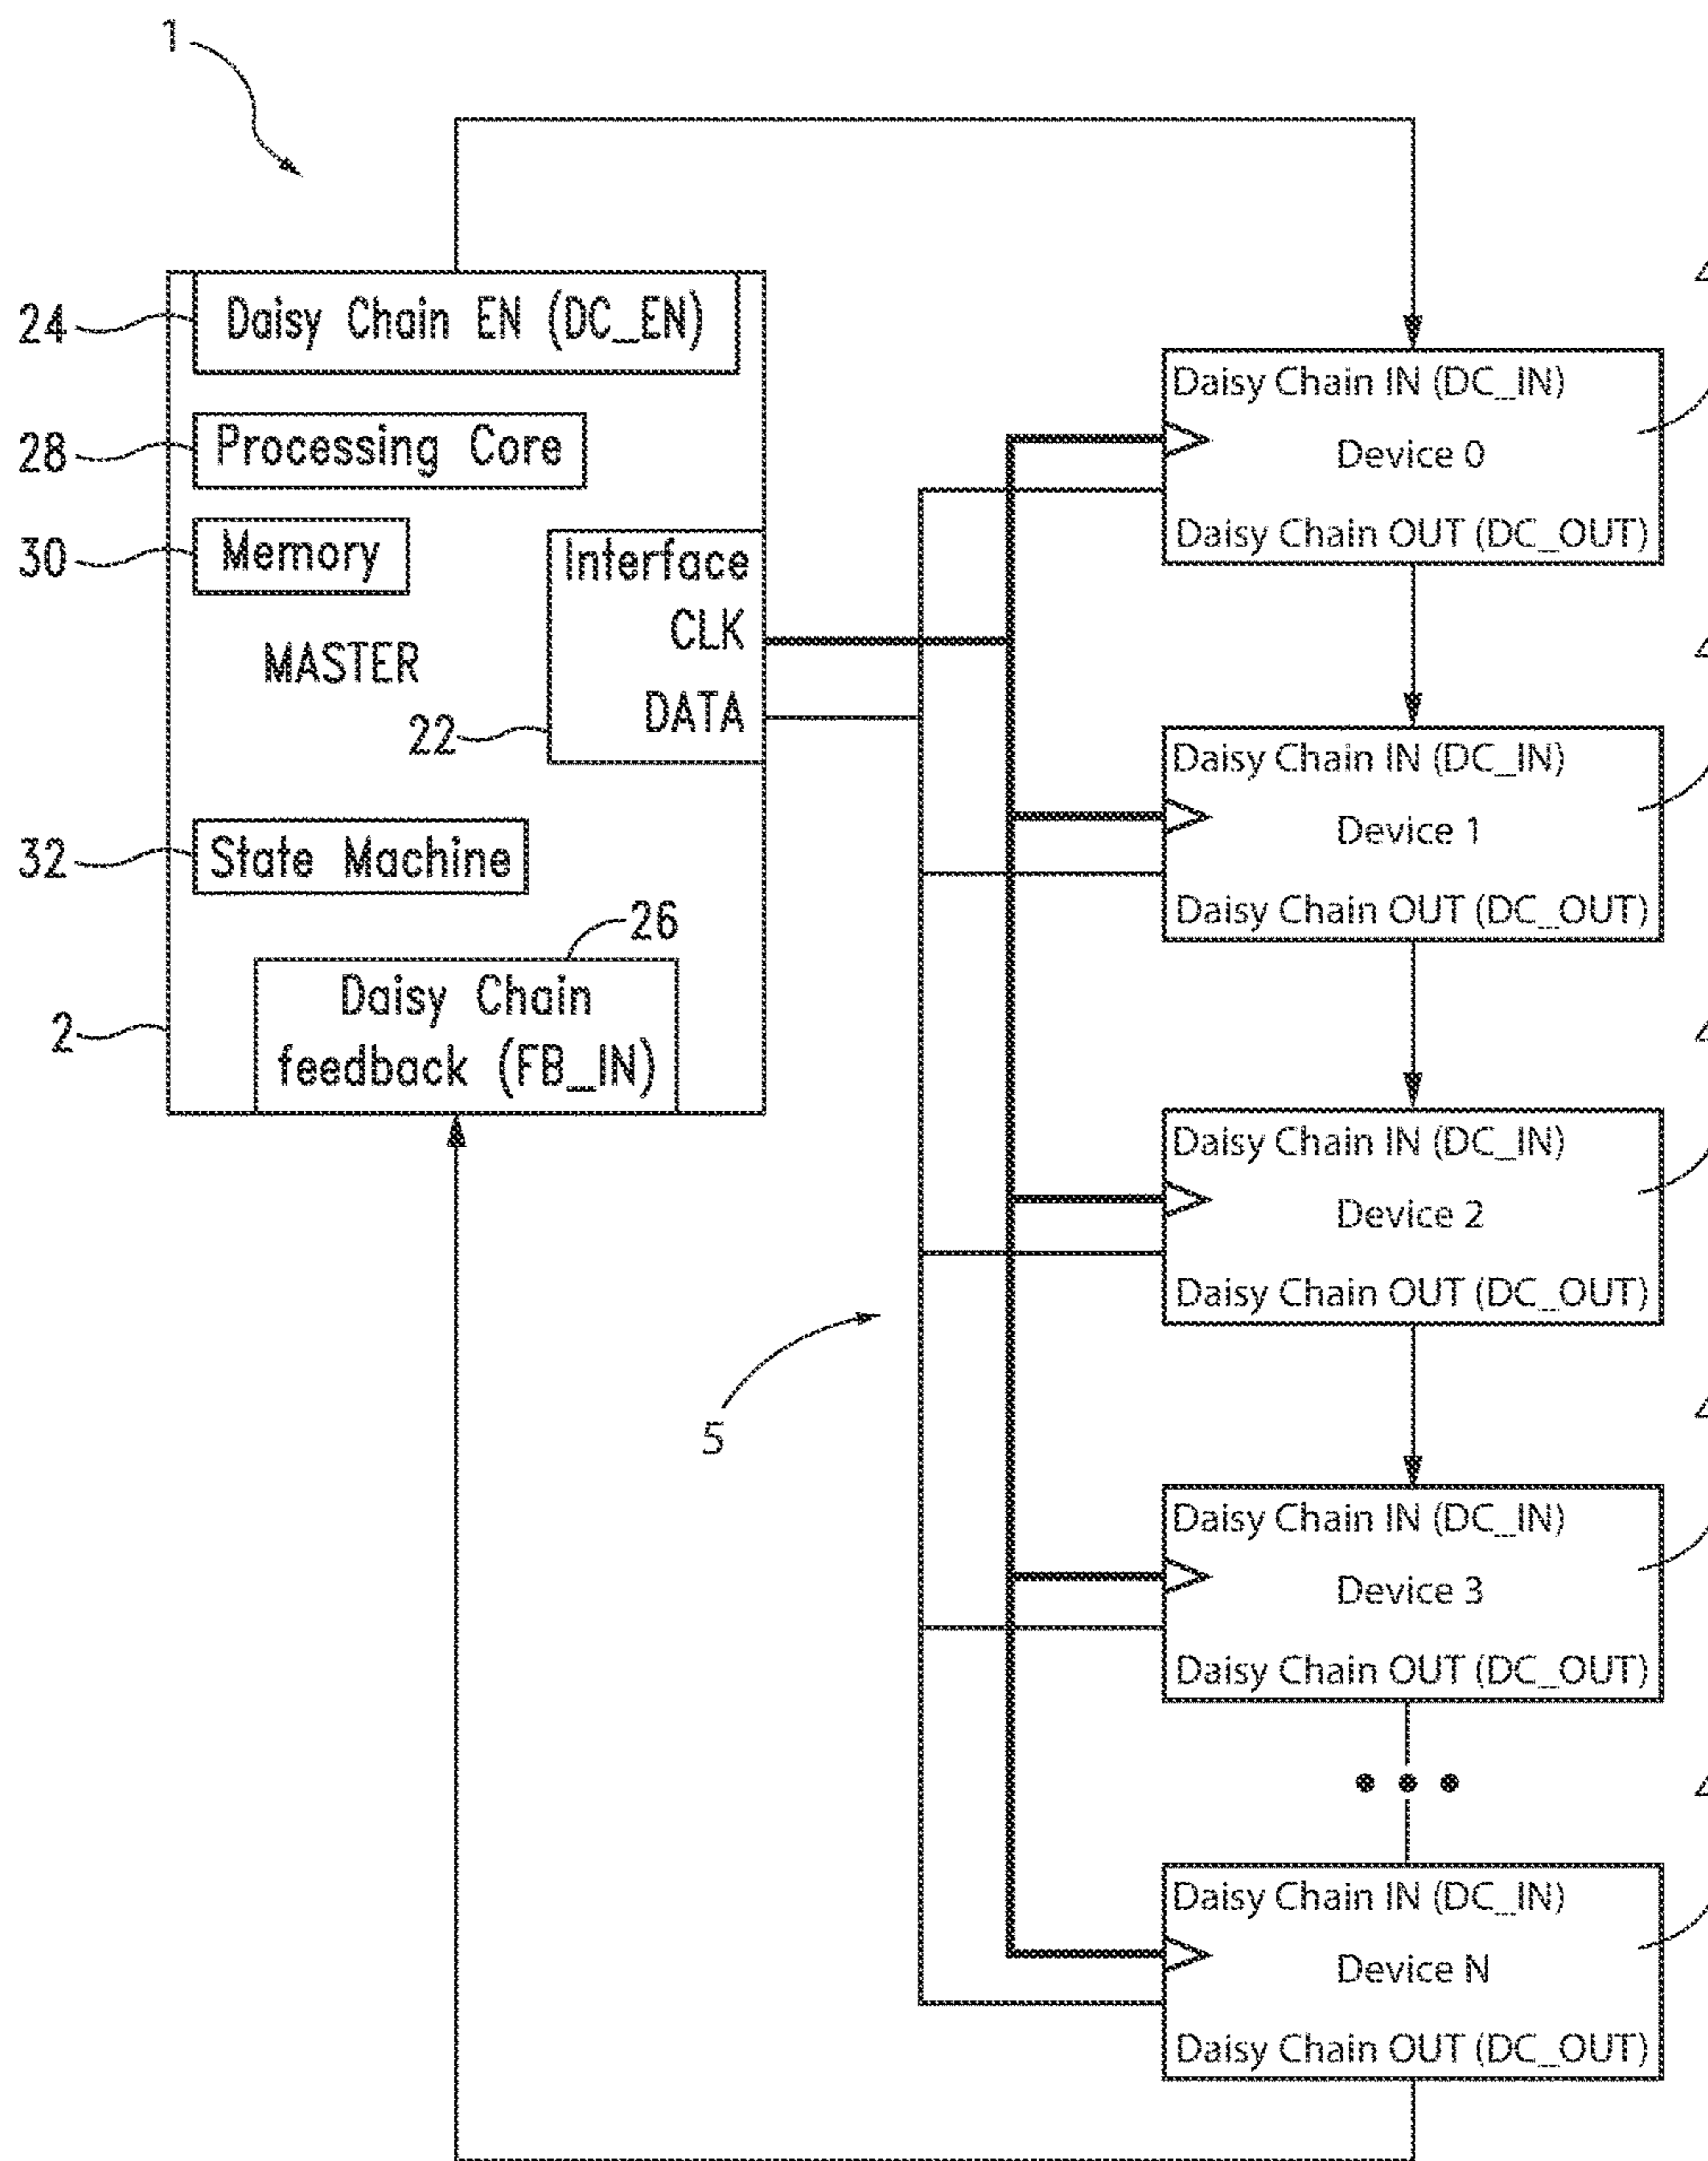 1
24
Daisy Chain EN (DC_EN)
28
Processing Core
30
Memory
MASTER
Interface
CLK
DATA
22
32
State Machine
26
2
Daisy Chain
feedback (FB_IN)
5
Daisy Chain IN (DC_IN)
Device 0
Daisy Chain OUT (DC_OUT)
Daisy Chain IN (DC_IN)
Device 1
Daisy Chain OUT (DC_OUT)
Daisy Chain IN (DC_IN)
Device 2
Daisy Chain OUT (DC_OUT)
Daisy Chain IN (DC_IN)
Device 3
Daisy Chain OUT (DC_OUT)
Daisy Chain IN (DC_IN)
Device N
Daisy Chain OUT (DC_OUT)